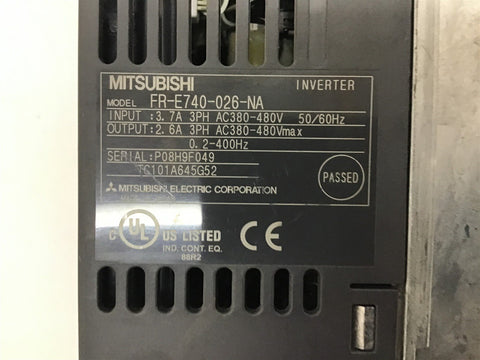 MITSUBISHI INVERTER
MODEL FR-E740-026-NA
INPUT :3.7A 3PH AC380-480V 50/60Hz
OUTPUT:2.6A 3PH AC380-480Vmax
0.2-400Hz
SERIAL:P08H9F049
TC101A645G52
PASSED
MITSUBISHI ELECTRIC CORPORATION
C UL US LISTED CE
IND. CONT. EQ.
88R2